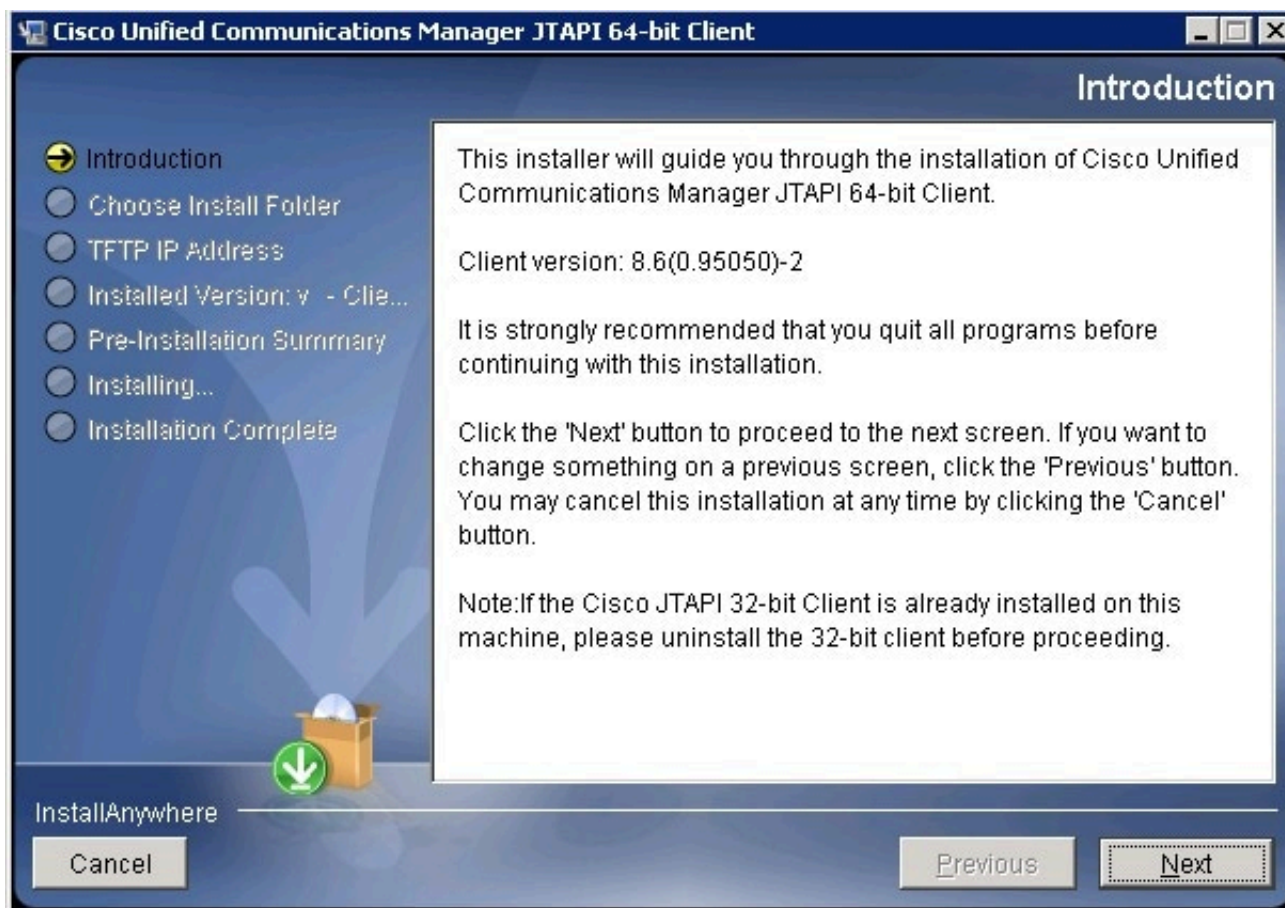 Cisco Unified Communications Manager JTAPI 64-bit Client
Introduction
Introduction
Choose Install Folder
TFTP IP Address
Installed Version: v - Clie...
Pre-Installation Summary
Installing...
Installation Complete
This installer will guide you through the installation of Cisco Unified
Communications Manager JTAPI 64-bit Client.
Client version: 8.6(0.95050)-2
It is strongly recommended that you quit all programs before
continuing with this installation.
Click the 'Next' button to proceed to the next screen. If you want to
change something on a previous screen, click the 'Previous' button.
You may cancel this installation at any time by clicking the 'Cancel'
button.
Note:If the Cisco JTAPI 32-bit Client is already installed on this
machine, please uninstall the 32-bit client before proceeding.
InstallAnywhere
Cancel
Previous
Next